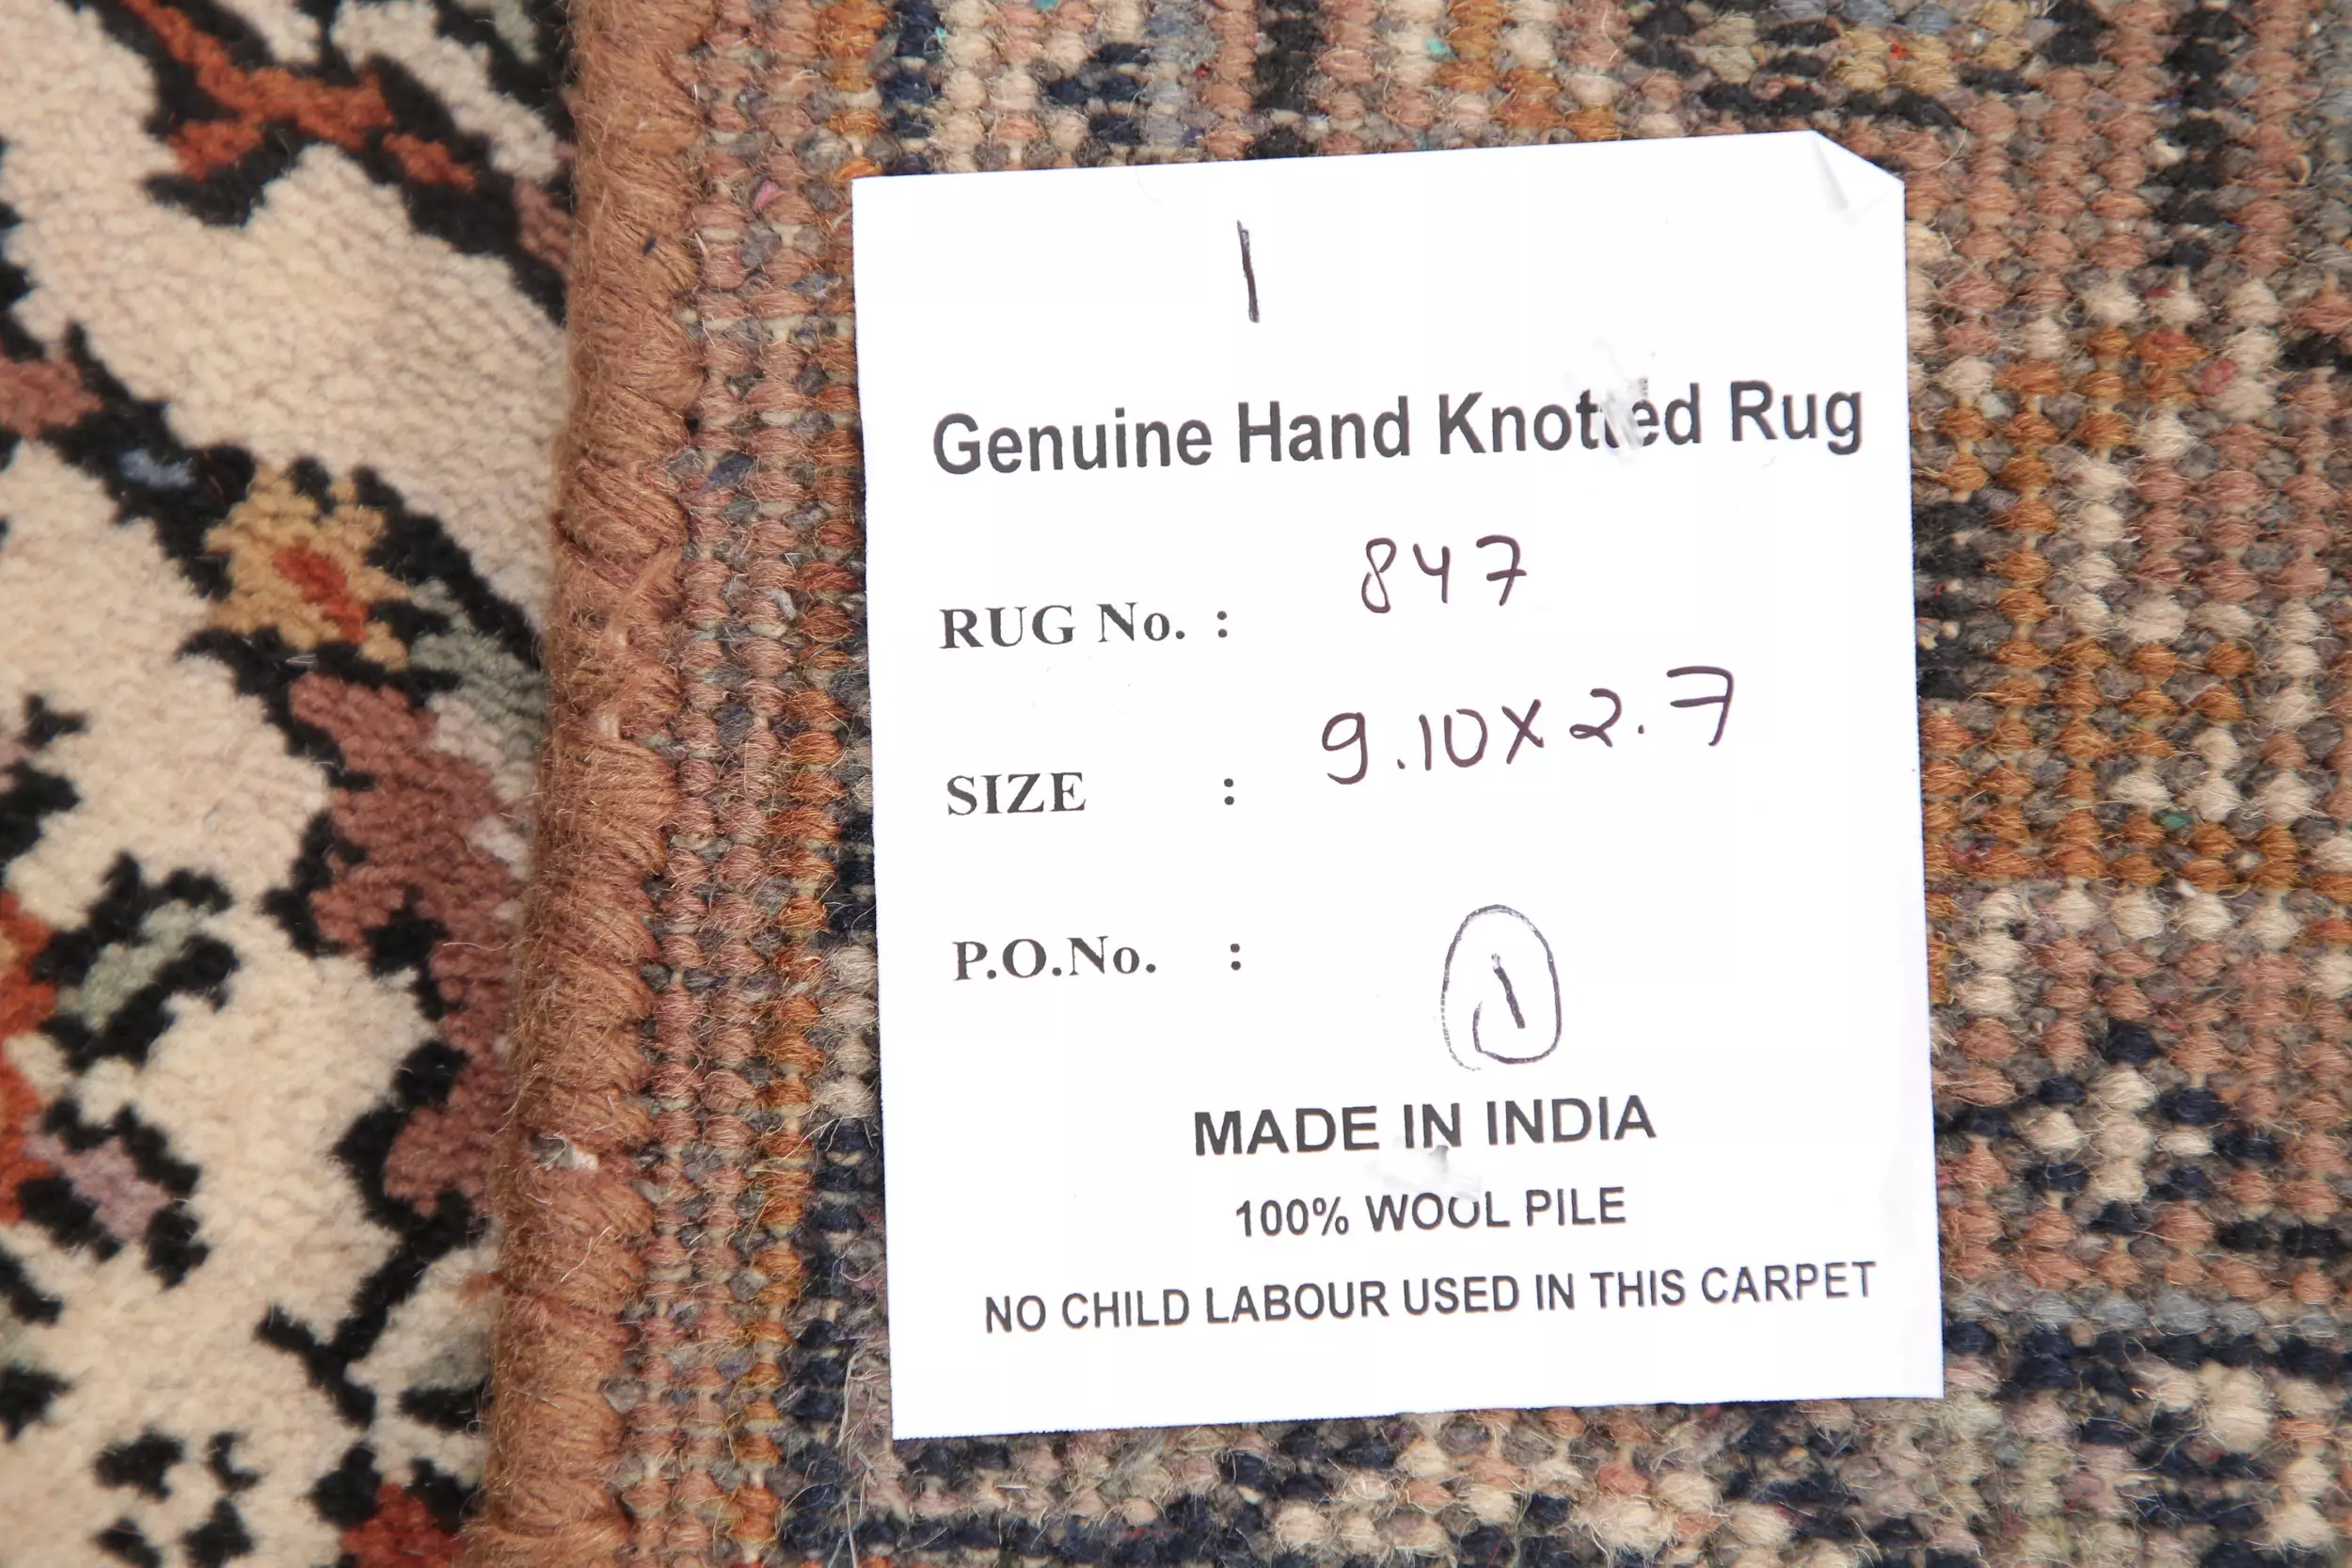 1
Genuine Hand Knotted Rug
RUG No. : 847
SIZE : 9.10X2.7
P.O.No. : 1
MADE IN INDIA
100% WOOL PILE
NO CHILD LABOUR USED IN THIS CARPET